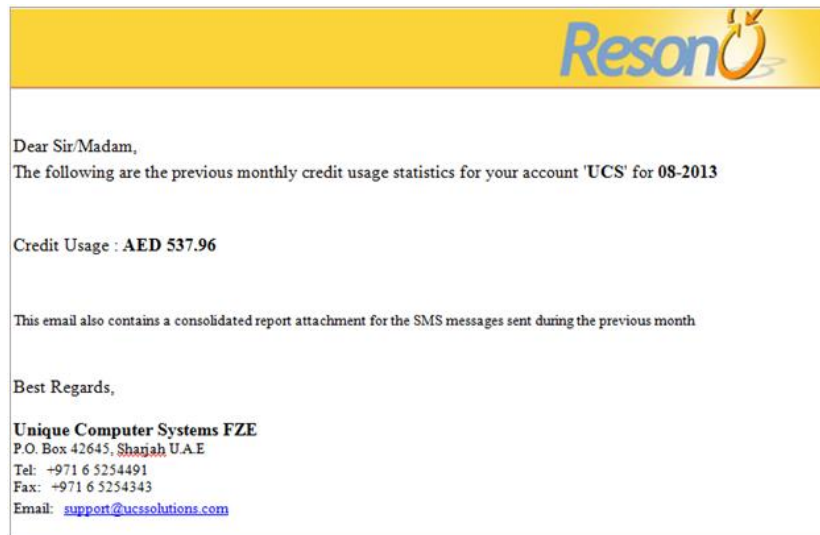 Reson
Dear Sir/Madam,
The following are the previous monthly credit usage statistics for your account 'UCS' for 08-2013
Credit Usage : AED 537.96
This email also contains a consolidated report attachment for the SMS messages sent during the previous month
Best Regards,
Unique Computer Systems FZE
P.O. Box 42645, Sharjah U.A.E
Tel: +971 6 5254491
Fax: +971 6 5254343
Email: support@ucssolutions.com